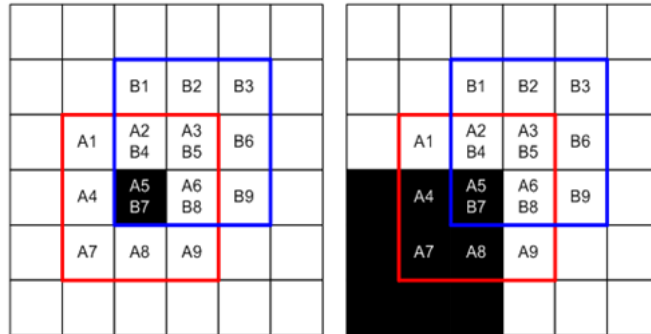 B1 B2 B3
A1 A2 A3 B6
B4 B5
A4 A5 A6 B9
B7 B8
A7 A8 A9
B1 B2 B3
A1 A2 A3 B6
B4 B5
A4 A5 A6 B9
B7 B8
A7 A8 A9